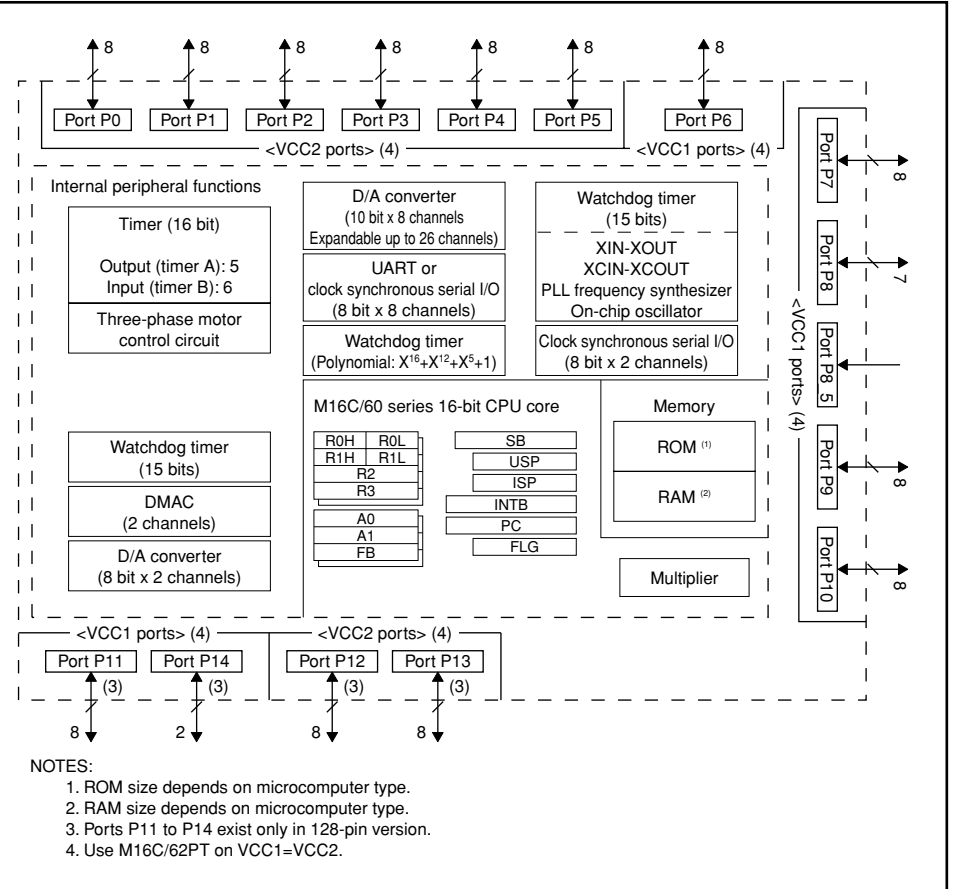 8 8 8 8 8 8 8
Port P0 Port P1 Port P2 Port P3 Port P4 Port P5 Port P6
<VCC2 ports> (4) <VCC1 ports> (4)
Internal peripheral functions
Timer (16 bit)
Output (timer A): 5
Input (timer B): 6
Three-phase motor
control circuit
Watchdog timer
(15 bits)
DMAC
(2 channels)
D/A converter
(8 bit x 2 channels)
D/A converter
(10 bit x 8 channels
Expandable up to 26 channels)
UART or
clock synchronous serial I/O
(8 bit x 8 channels)
Watchdog timer
(Polynomial: X16+X12+X5+1)
Watchdog timer
(15 bits)
XIN-XOUT
XCIN-XCOUT
PLL frequency synthesizer
On-chip oscillator
Clock synchronous serial I/O
(8 bit x 2 channels)
M16C/60 series 16-bit CPU core
R0H R0L
R1H R1L
R2
R3
A0
A1
FB
SB
USP
ISP
INTB
PC
FLG
Memory
ROM (1)
RAM (2)
Multiplier
<VCC1 ports> (4)
Port P7
8
Port P8
7
Port P8 5
Port P9
8
Port P10
8
<VCC1 ports> (4) <VCC2 ports> (4)
Port P11 Port P14 Port P12 Port P13
(3) (3) (3) (3)
8 2 8 8
NOTES:
1. ROM size depends on microcomputer type.
2. RAM size depends on microcomputer type.
3. Ports P11 to P14 exist only in 128-pin version.
4. Use M16C/62PT on VCC1=VCC2.